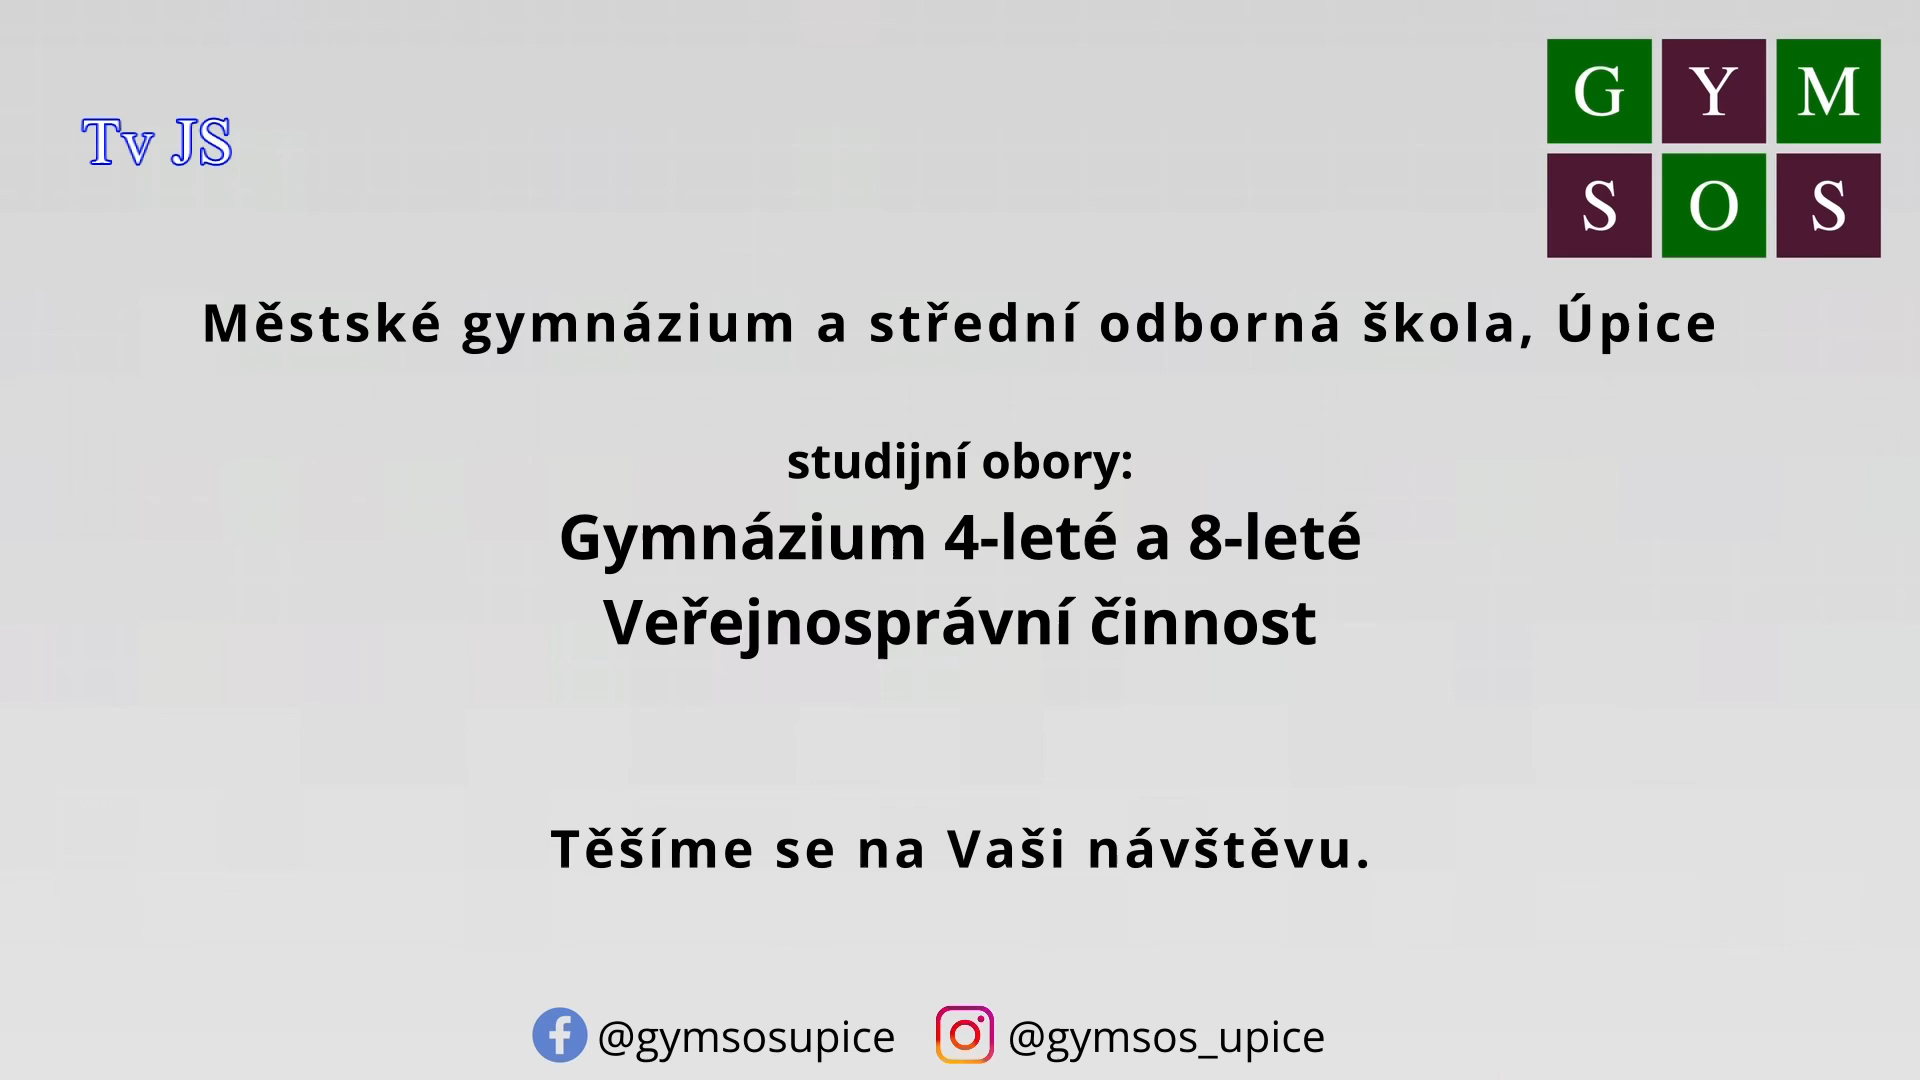 Tv JS
G Y M
S O S
Městské gymnázium a střední odborná škola, Úpice
studijní obory:
Gymnázium 4-leté a 8-leté
Veřejnosprávní činnost
Těšíme se na Vaši návštěvu.
@gymsosupice @gymsos_upice